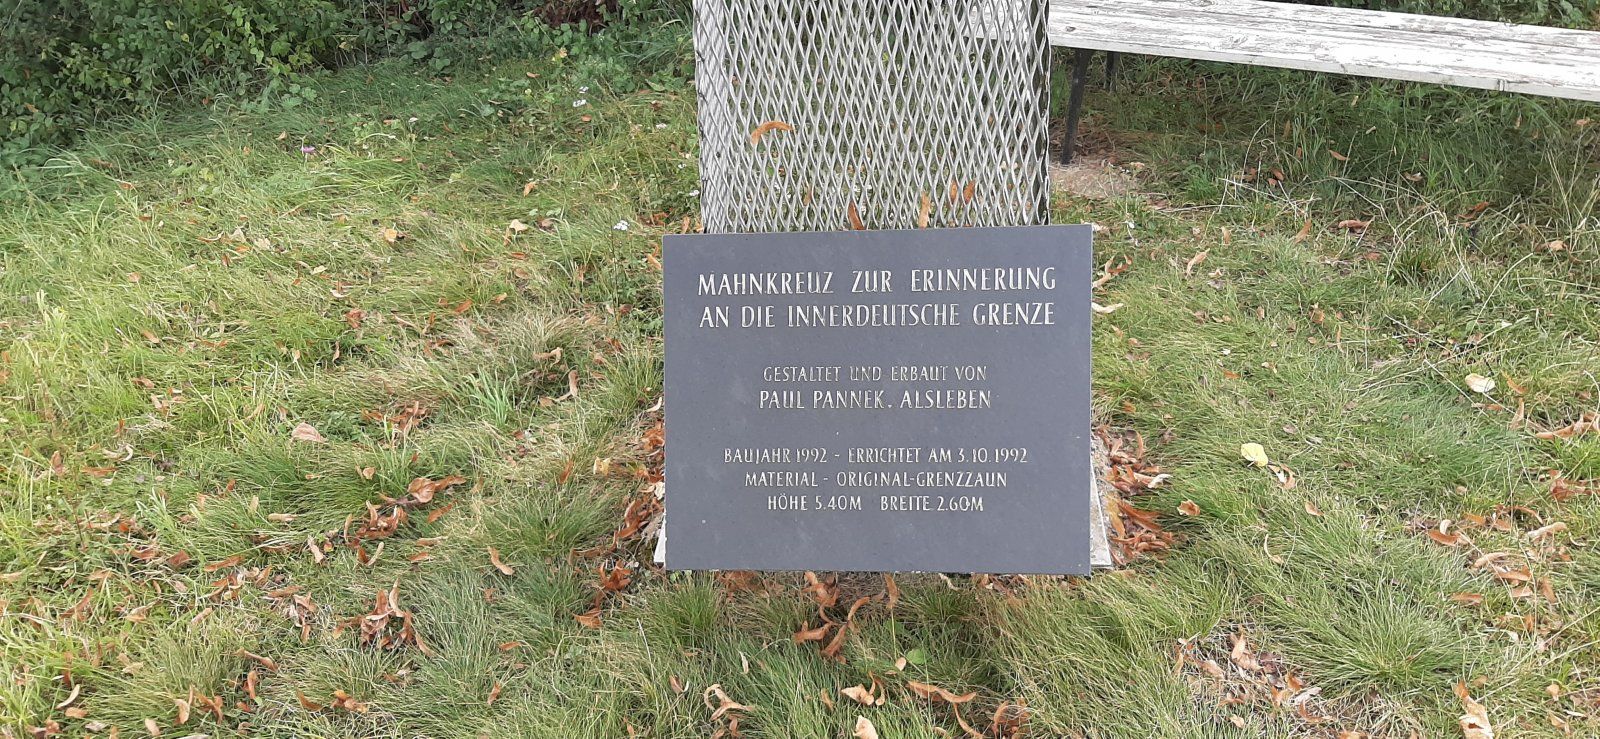 MAHNKREUZ ZUR ERINNERUNG
AN DIE INNERDEUTSCHE GRENZE
GESTALTET UND ERBAUT VON
PAUL PANNEK. ALSLEBEN
BAUJAHR 1992 - ERRICHTET AM 3.10.1992
MATERIAL - ORIGINAL-GRENZZAUN
HÖHE 5.40M BREITE 2.60M